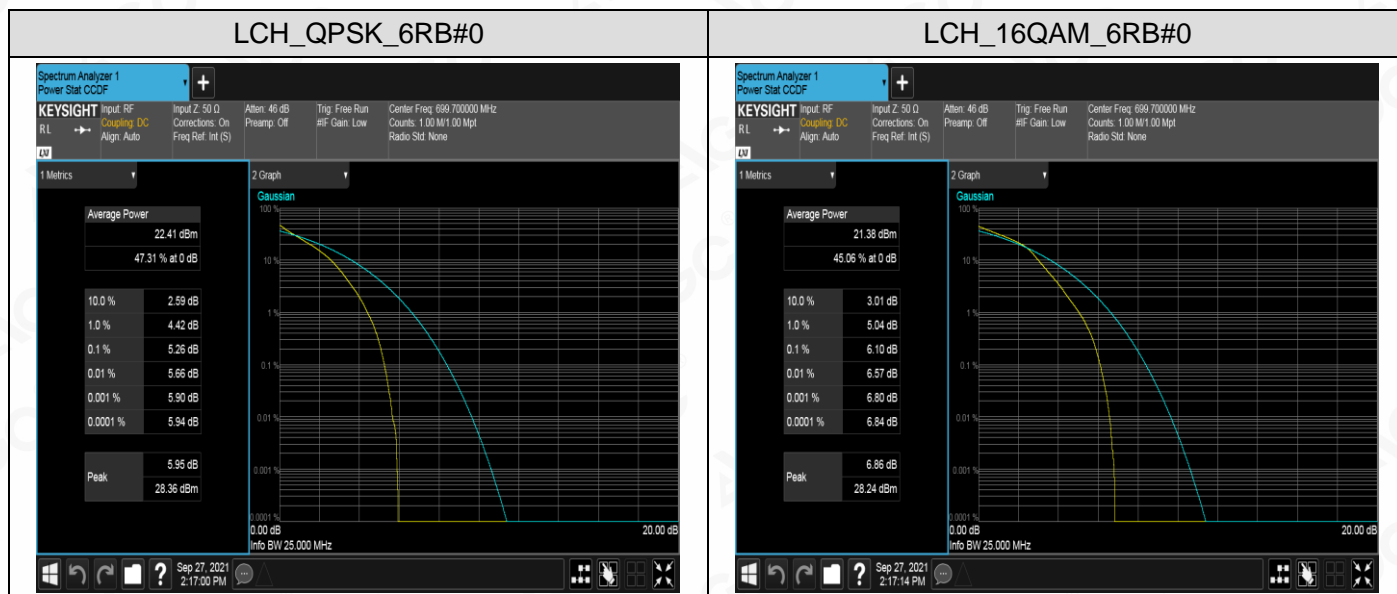 LCH_QPSK_6RB#0
Spectrum Analyzer 1
Power Stat CCDF
+
KEYSIGHT
Input: RF
Coupling: DC
Align: Auto
Input Z: 50 Ω
Corrections: On
Freq Ref: Int (S)
Atten: 46 dB
Preamp: Off
Trig: Free Run
#IF Gain: Low
Center Freq: 699.700000 MHz
Counts: 1.00 M/1.00 Mpt
Radio Std: None
RL
LXI
1 Metrics
Average Power
22.41 dBm
47.31 % at 0 dB
10.0 % 2.59 dB
1.0 % 4.42 dB
0.1 % 5.26 dB
0.01 % 5.66 dB
0.001 % 5.90 dB
0.0001 % 5.94 dB
Peak
5.95 dB
28.36 dBm
2 Graph
Gaussian
100 %
10 %
1 %
0.1 %
0.01 %
0.001 %
0.0001 %
0.00 dB
20.00 dB
Info BW 25.000 MHz
?
Sep 27, 2021
2:17:00 PM
LCH_16QAM_6RB#0
Spectrum Analyzer 1
Power Stat CCDF
+
KEYSIGHT
Input: RF
Coupling: DC
Align: Auto
Input Z: 50 Ω
Corrections: On
Freq Ref: Int (S)
Atten: 46 dB
Preamp: Off
Trig: Free Run
#IF Gain: Low
Center Freq: 699.700000 MHz
Counts: 1.00 M/1.00 Mpt
Radio Std: None
RL
LXI
1 Metrics
Average Power
21.38 dBm
45.06 % at 0 dB
10.0 % 3.01 dB
1.0 % 5.04 dB
0.1 % 6.10 dB
0.01 % 6.57 dB
0.001 % 6.80 dB
0.0001 % 6.84 dB
Peak
6.86 dB
28.24 dBm
2 Graph
Gaussian
100 %
10 %
1 %
0.1 %
0.01 %
0.001 %
0.0001 %
0.00 dB
20.00 dB
Info BW 25.000 MHz
?
Sep 27, 2021
2:17:14 PM